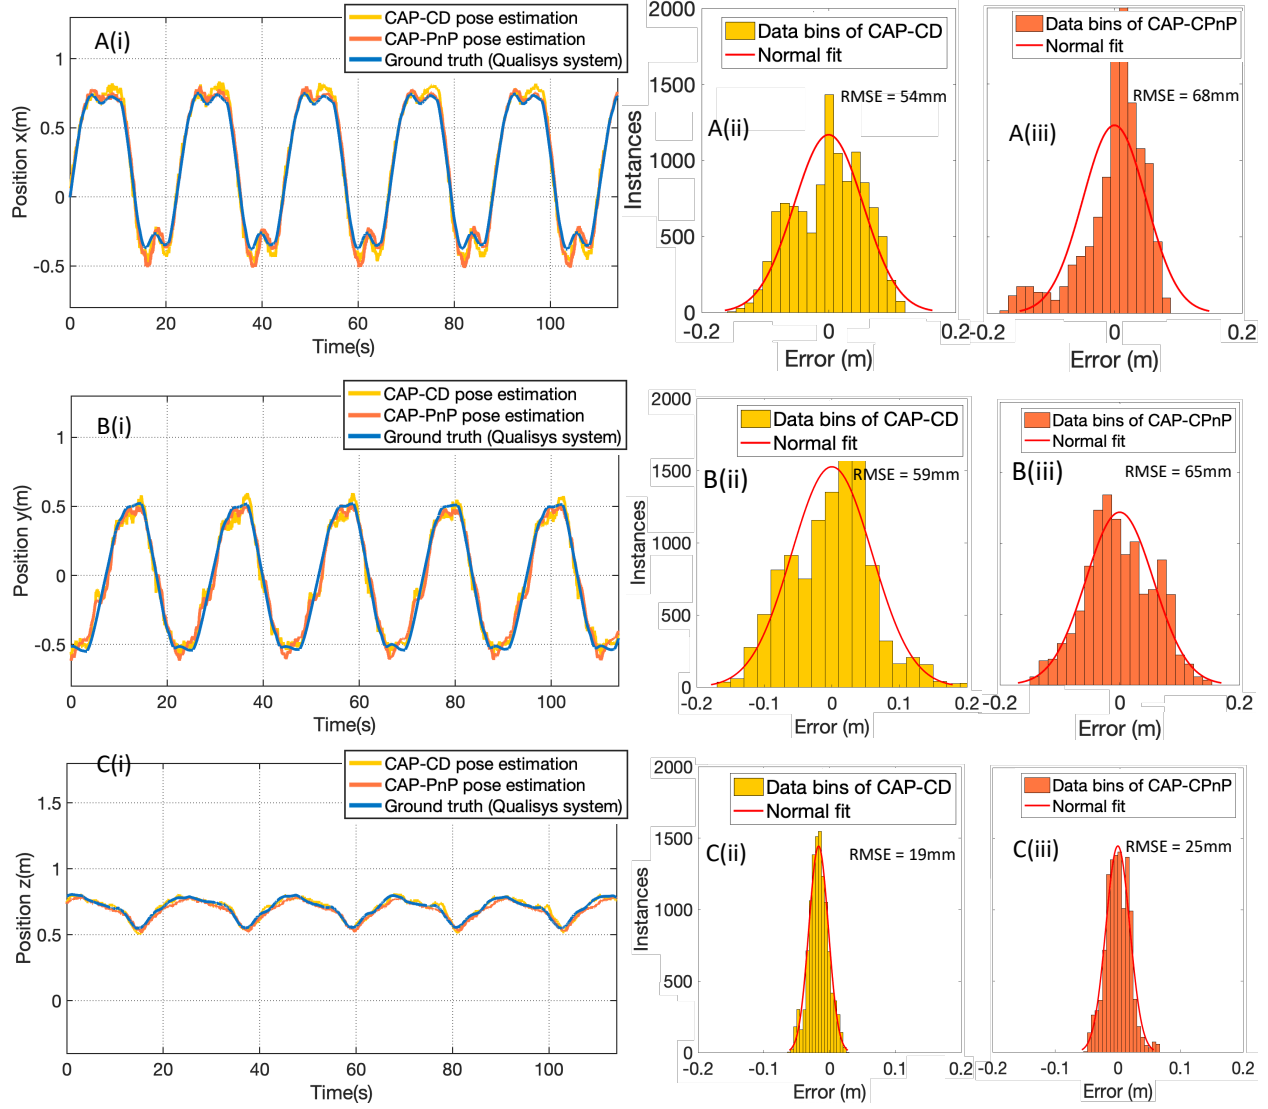 A(i)
CAP-CD pose estimation
CAP-PnP pose estimation
Ground truth (Qualisys system)
Position x(m)
1
0.5
0
-0.5
0 20 40 60 80 100
Time(s)
A(ii)
Data bins of CAP-CD
Normal fit
RMSE = 54mm
Instances
2000
1500
1000
500
0
-0.2 0 0.2
Error (m)
A(iii)
Data bins of CAP-CPnP
Normal fit
RMSE = 68mm
-0.2 0 0.2
Error (m)
B(i)
CAP-CD pose estimation
CAP-PnP pose estimation
Ground truth (Qualisys system)
Position y(m)
1
0.5
0
-0.5
0 20 40 60 80 100
Time(s)
B(ii)
Data bins of CAP-CD
Normal fit
RMSE = 59mm
Instances
2000
1500
1000
500
0
-0.2 -0.1 0 0.1 0.2
Error (m)
B(iii)
Data bins of CAP-CPnP
Normal fit
RMSE = 65mm
-0.2 0 0.2
Error (m)
C(i)
CAP-CD pose estimation
CAP-PnP pose estimation
Ground truth (Qualisys system)
Position z(m)
1.5
1
0.5
0
0 20 40 60 80 100
Time(s)
C(ii)
Data bins of CAP-CD
Normal fit
RMSE = 19mm
Instances
2000
1500
1000
500
0
-0.2 -0.1 0 0.1
Error (m)
C(iii)
Data bins of CAP-CPnP
Normal fit
RMSE = 25mm
-0.2 -0.1 0 0.1 0.2
Error (m)